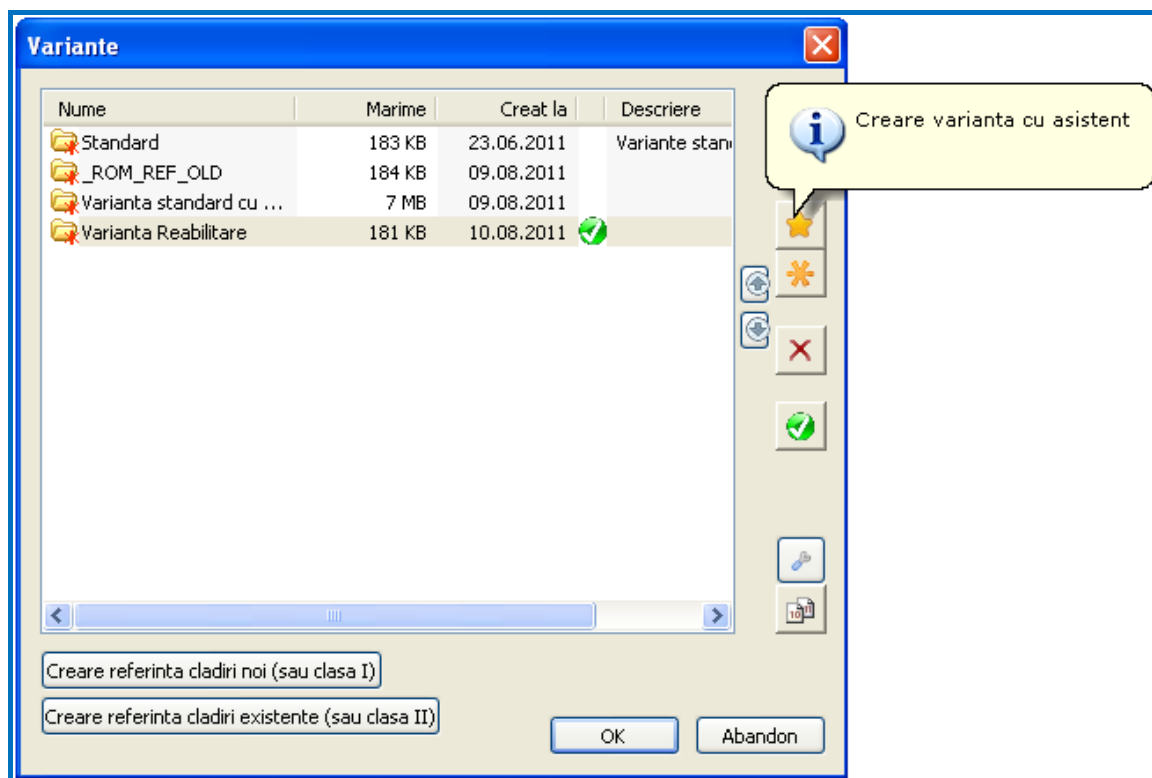 Variante
Nume Marime Creat la Descriere
Standard 183 KB 23.06.2011 Variante stan
_ROM_REF_OLD 184 KB 09.08.2011
Varianta standard cu ... 7 MB 09.08.2011
Varianta Reabilitare 181 KB 10.08.2011
Creare varianta cu asistent
Creare referinta cladiri noi (sau clasa I)
Creare referinta cladiri existente (sau clasa II)
OK Abandon